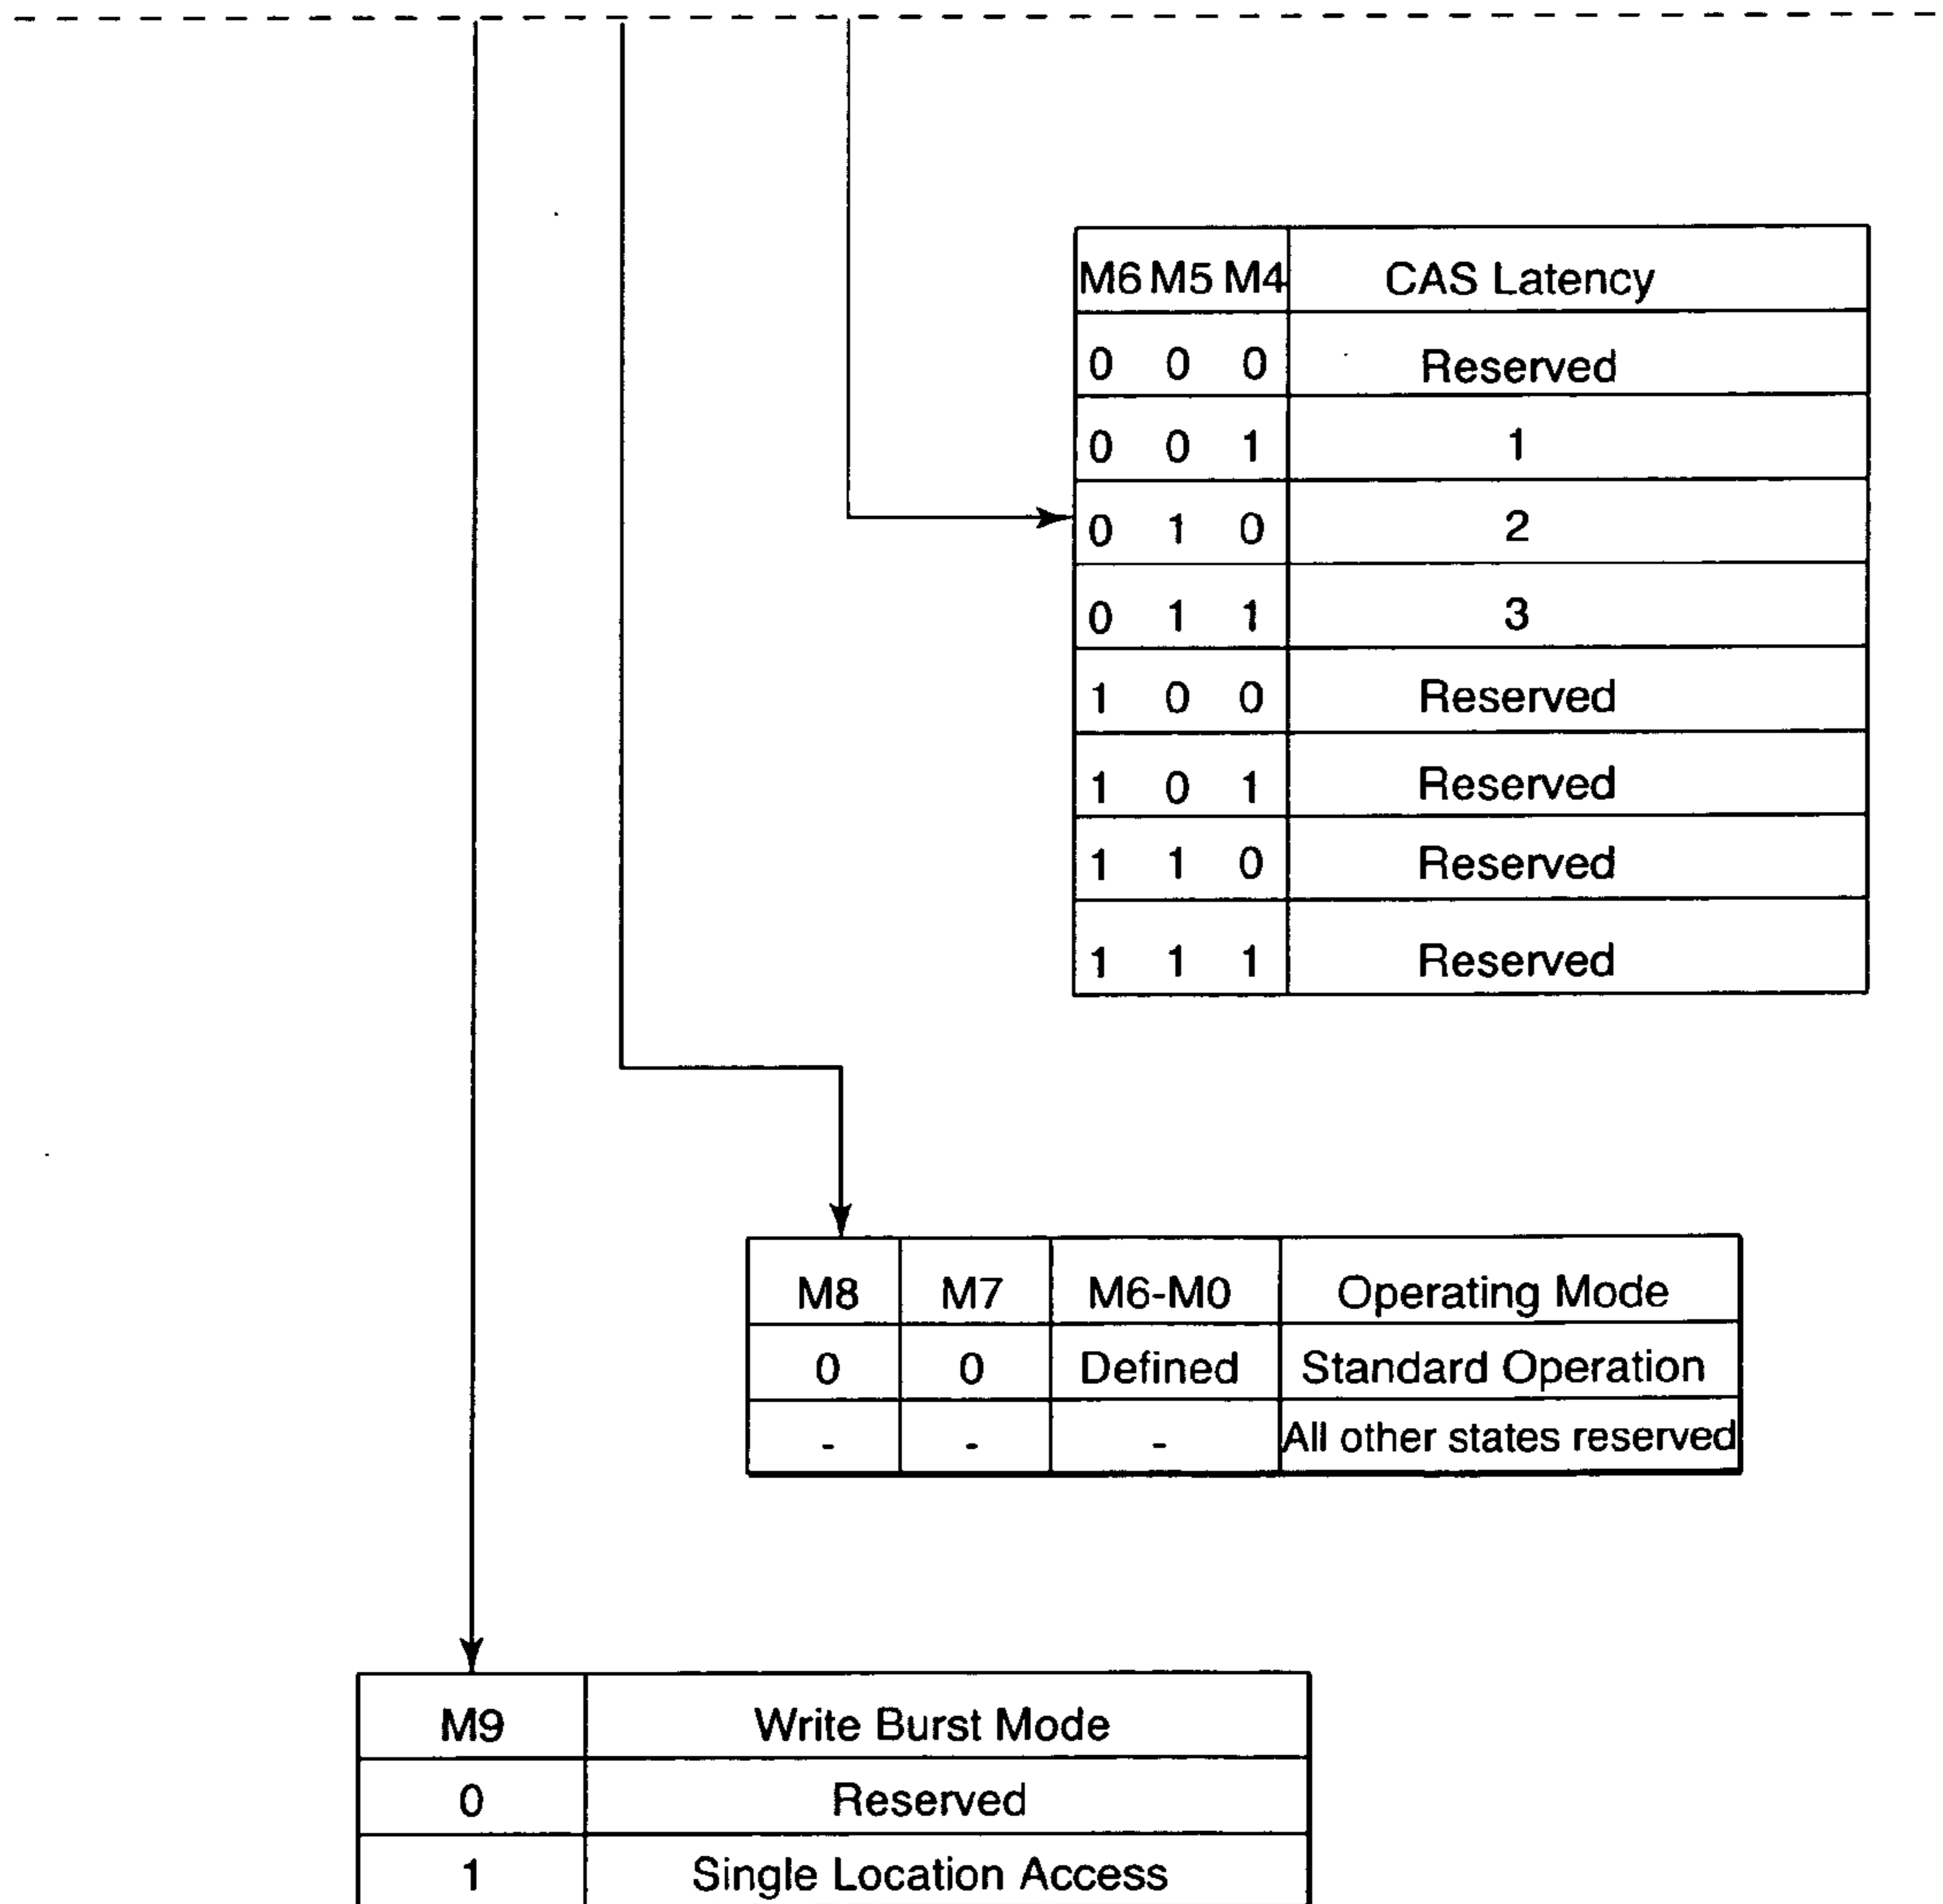 M6 M5 M4 CAS Latency
0 0 0 Reserved
0 0 1 1
0 1 0 2
0 1 1 3
1 0 0 Reserved
1 0 1 Reserved
1 1 0 Reserved
1 1 1 Reserved
M8 M7 M6-M0 Operating Mode
0 0 Defined Standard Operation
- - - All other states reserved
M9 Write Burst Mode
0 Reserved
1 Single Location Access